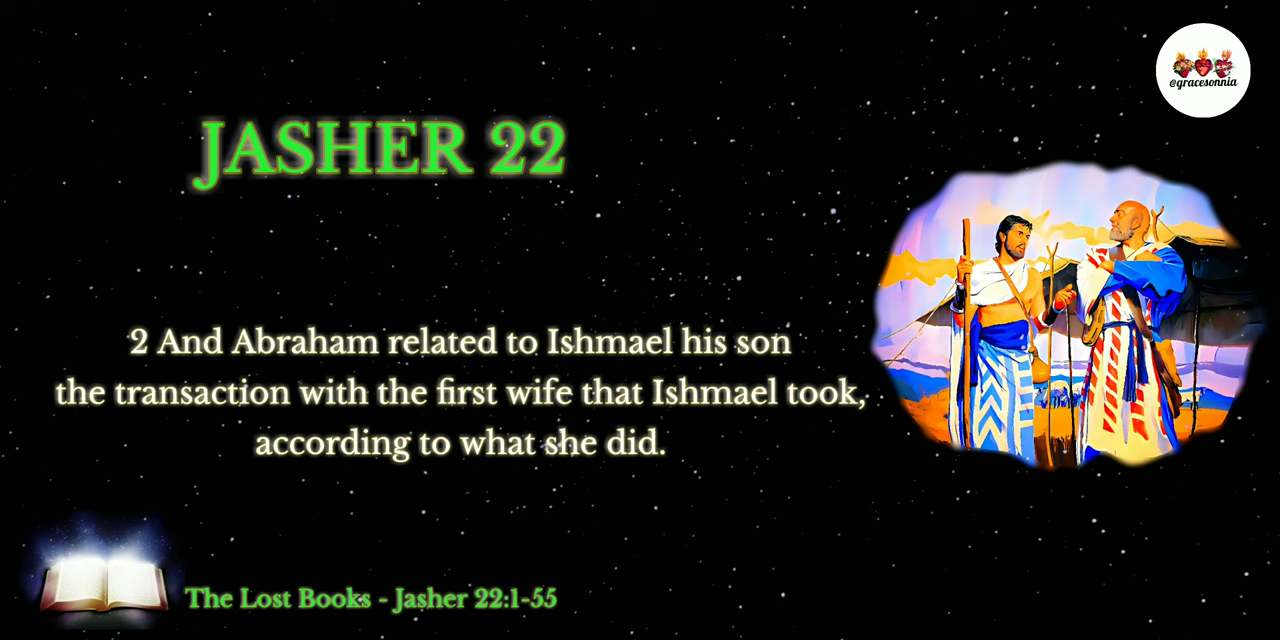 @gracesonnia
JASHER 22
2 And Abraham related to Ishmael his son
the transaction with the first wife that Ishmael took,
according to what she did.
The Lost Books - Jasher 22:1-55